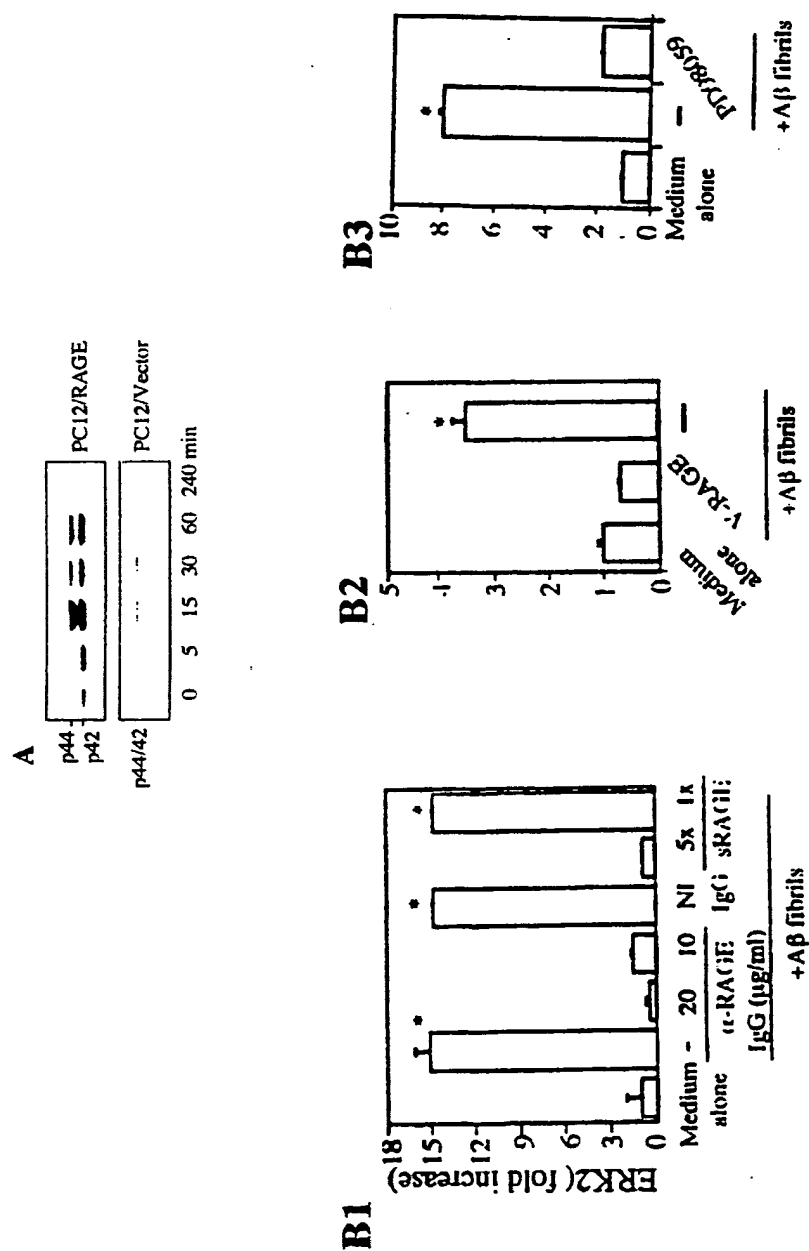 A
p44
p42
PC12/RAGE
p44/42
PC12/Vector
0 5 15 30 60 240 min
B1
ERK2 (fold increase)
18
15
12
9
6
3
0
Medium alone
- 20 10 NI 5x 1x
α-RAGE IgG sRAGE
IgG (µg/ml)
+Aβ fibrils
B2
5
4
3
2
1
0
Medium alone
V-RAGE
–
+Aβ fibrils
B3
10
8
6
4
2
0
Medium alone
–
PD98059
+Aβ fibrils